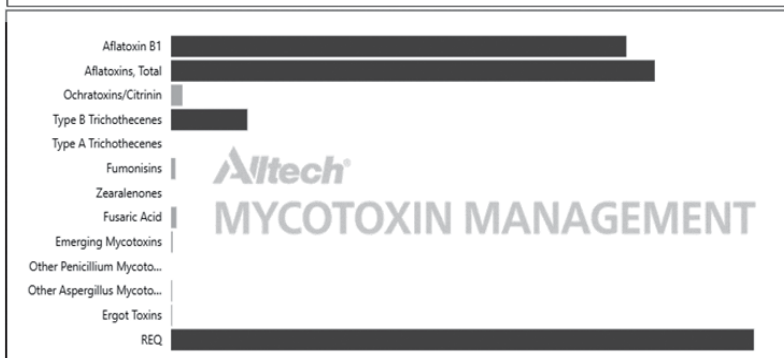 Aflatoxin B1
Aflatoxins, Total
Ochratoxins/Citrinin
Type B Trichothecenes
Type A Trichothecenes
Fumonisins
Zearalenones
Fusaric Acid
Emerging Mycotoxins
Other Penicillium Mycoto...
Other Aspergillus Mycoto...
Ergot Toxins
REQ
Alltech®
MYCOTOXIN MANAGEMENT